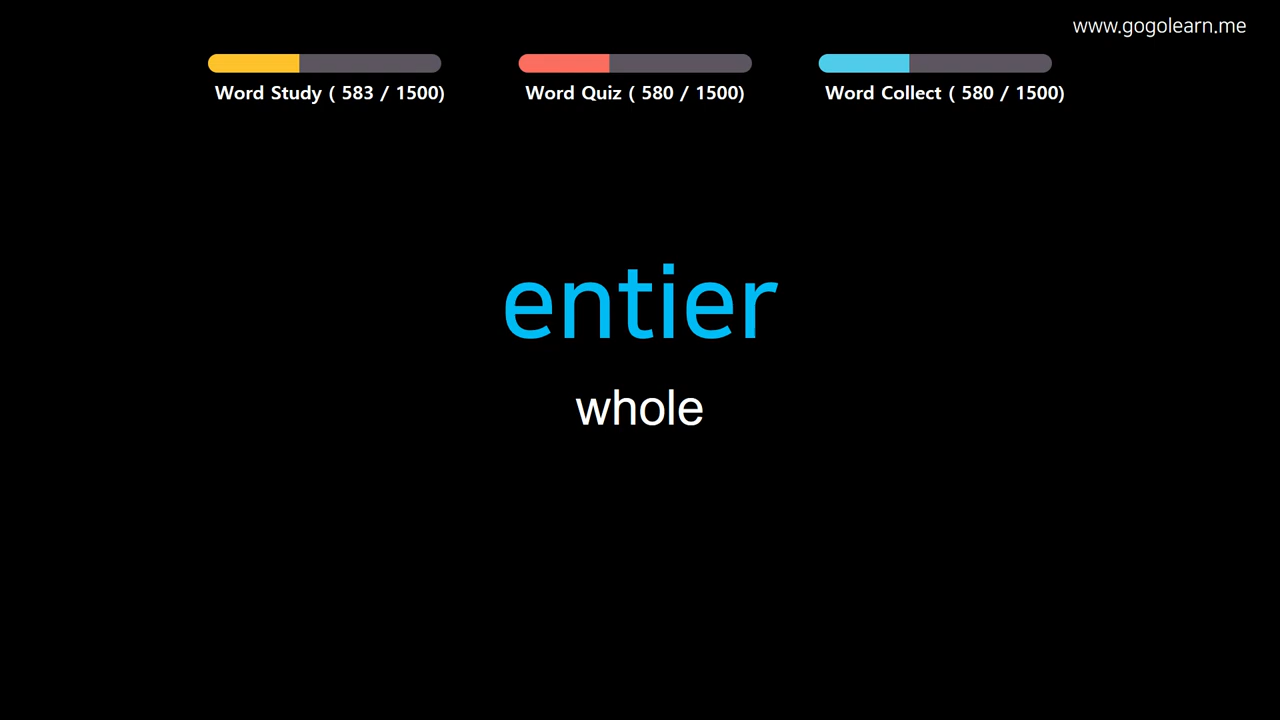 www.gogolearn.me
Word Study ( 583 / 1500)
Word Quiz ( 580 / 1500)
Word Collect ( 580 / 1500)
entier
whole